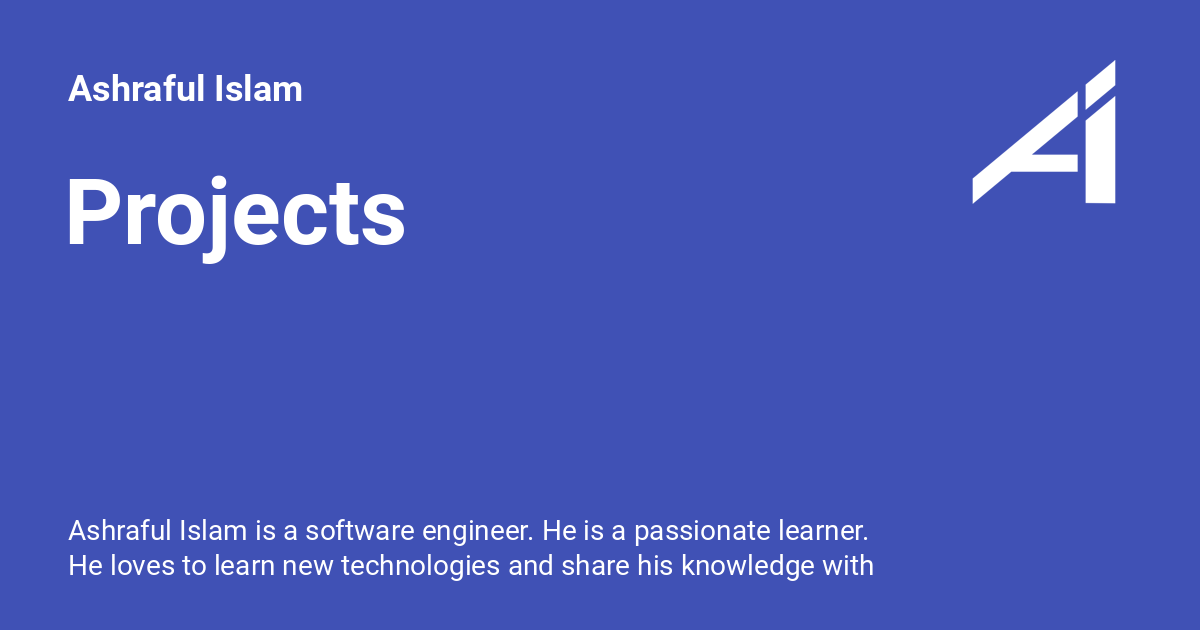 Ashraful Islam
Projects
Ashraful Islam is a software engineer. He is a passionate learner.
He loves to learn new technologies and share his knowledge with